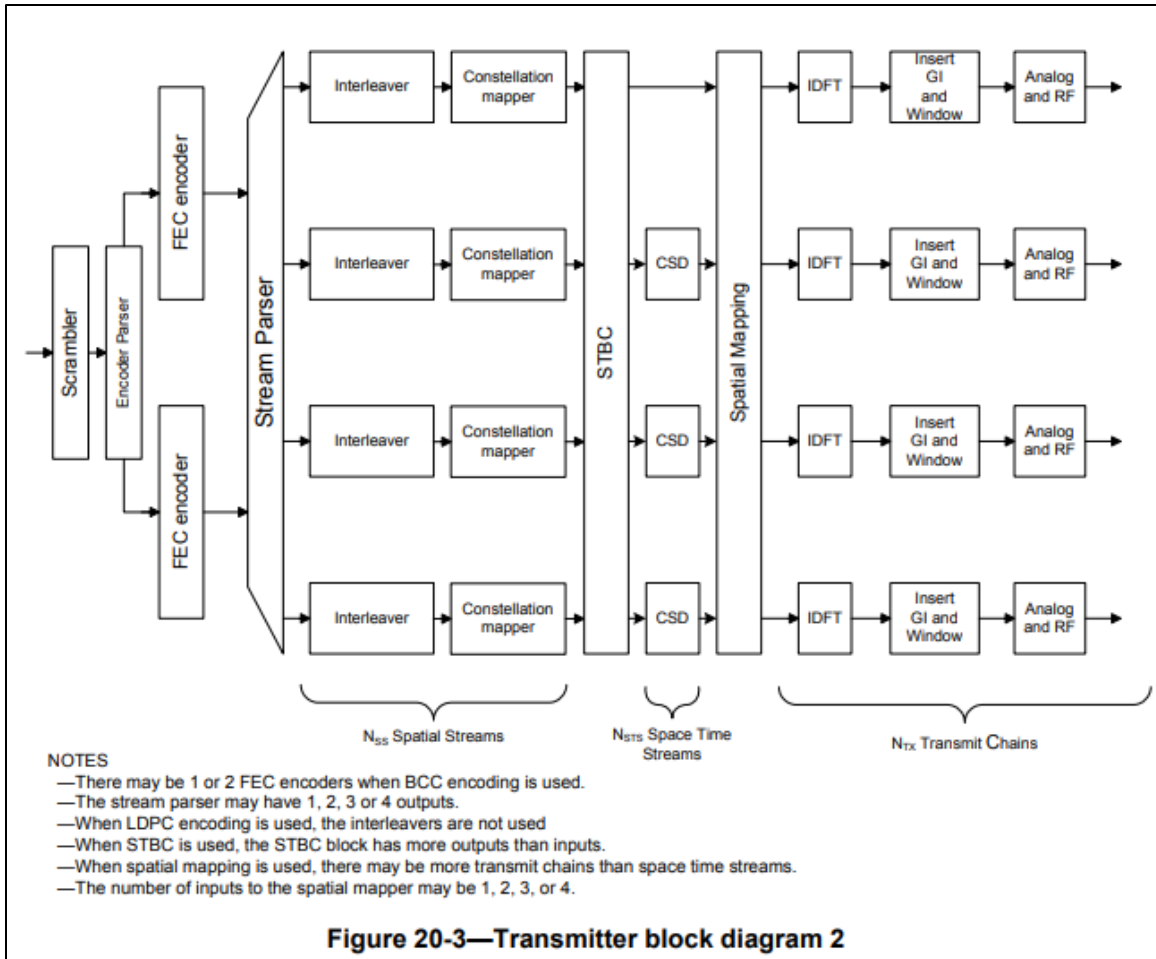 Scrambler
Encoder Parser
FEC encoder
FEC encoder
Stream Parser
Interleaver
Constellation
mapper
Interleaver
Constellation
mapper
Interleaver
Constellation
mapper
Interleaver
Constellation
mapper
STBC
CSD
CSD
CSD
Spatial Mapping
IDFT
Insert
GI
and
Window
Analog
and RF
IDFT
Insert
GI and
Window
Analog
and RF
IDFT
Insert
GI and
Window
Analog
and RF
IDFT
Insert
GI and
Window
Analog
and RF
NSS Spatial Streams
NSTS Space Time
Streams
NTX Transmit Chains
NOTES
—There may be 1 or 2 FEC encoders when BCC encoding is used.
—The stream parser may have 1, 2, 3 or 4 outputs.
—When LDPC encoding is used, the interleavers are not used
—When STBC is used, the STBC block has more outputs than inputs.
—When spatial mapping is used, there may be more transmit chains than space time streams.
—The number of inputs to the spatial mapper may be 1, 2, 3, or 4.
Figure 20-3—Transmitter block diagram 2